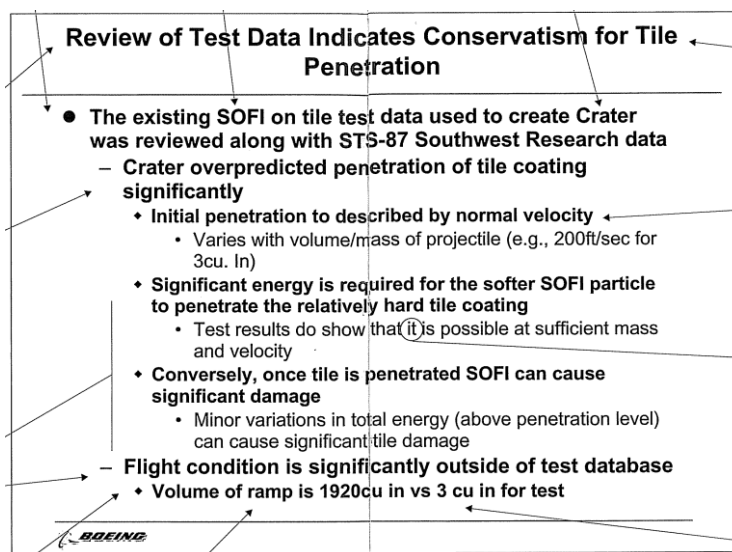 Review of Test Data Indicates Conservatism for Tile
Penetration
● The existing SOFI on tile test data used to create Crater
was reviewed along with STS-87 Southwest Research data
– Crater overpredicted penetration of tile coating
significantly
◆ Initial penetration to described by normal velocity
• Varies with volume/mass of projectile (e.g., 200ft/sec for
3cu. In)
◆ Significant energy is required for the softer SOFI particle
to penetrate the relatively hard tile coating
• Test results do show that it is possible at sufficient mass
and velocity
◆ Conversely, once tile is penetrated SOFI can cause
significant damage
• Minor variations in total energy (above penetration level)
can cause significant tile damage
– Flight condition is significantly outside of test database
◆ Volume of ramp is 1920cu in vs 3 cu in for test
BOEING